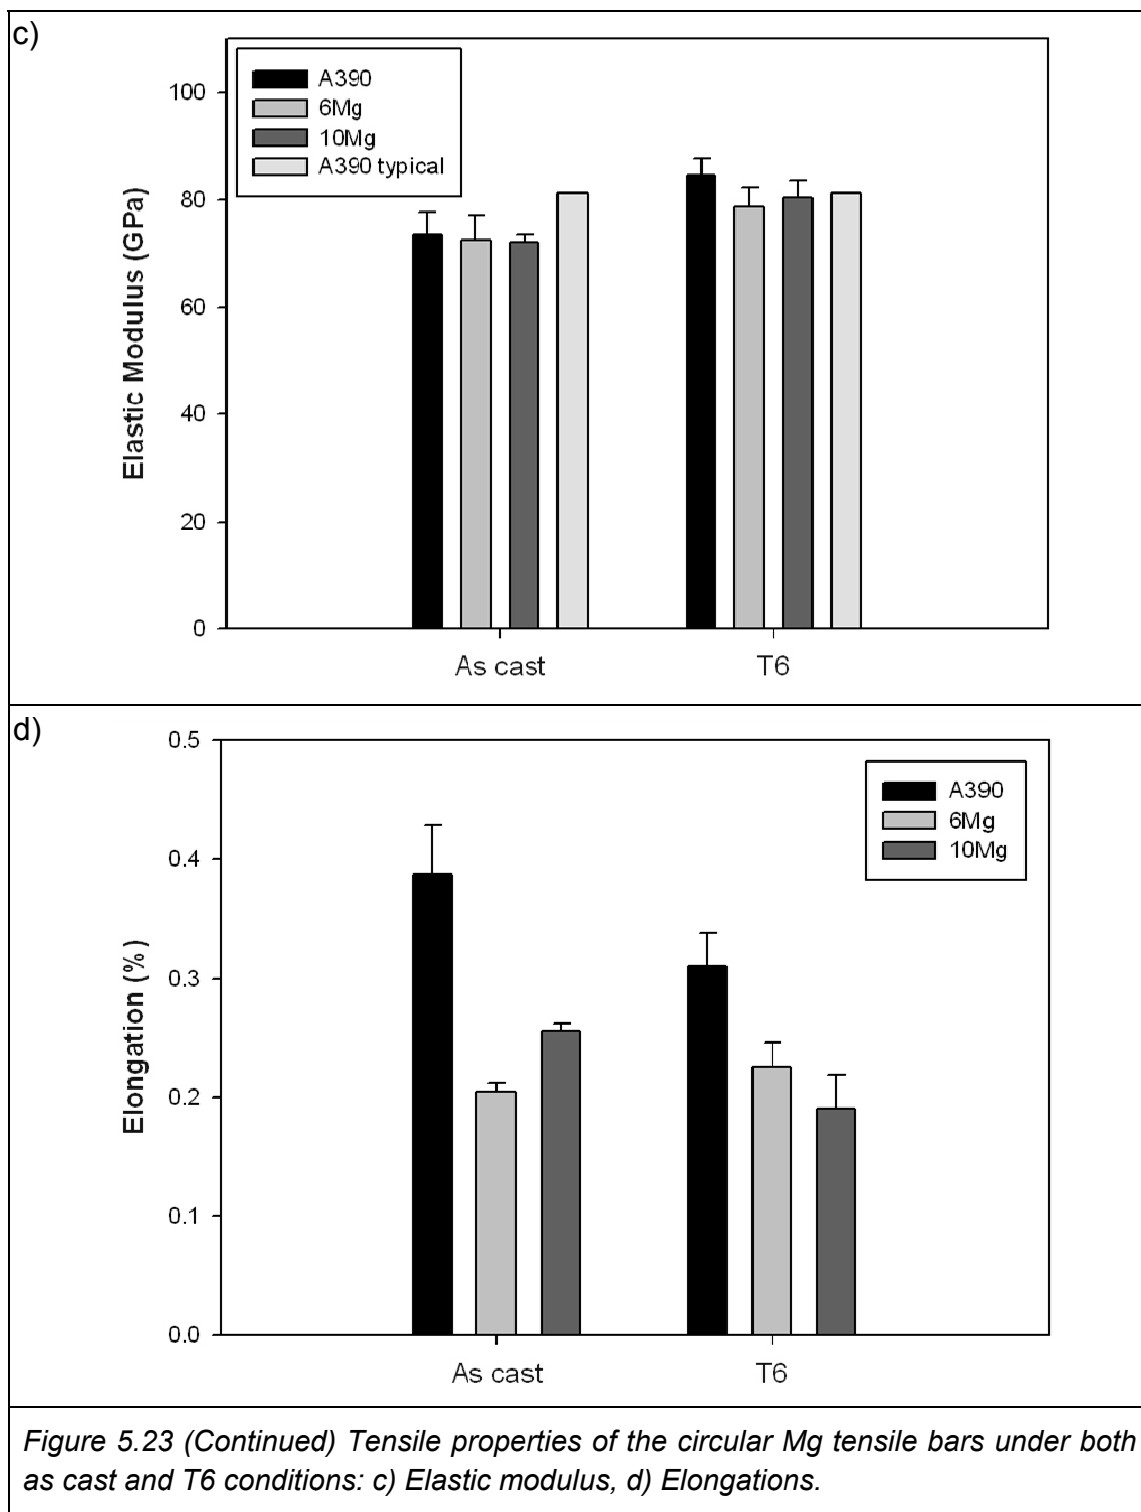 c)
A390
6Mg
10Mg
A390 typical
100
80
60
40
20
0
Elastic Modulus (GPa)
As cast T6
d)
0.5
0.4
0.3
0.2
0.1
0.0
Elongation (%)
A390
6Mg
10Mg
As cast T6
Figure 5.23 (Continued) Tensile properties of the circular Mg tensile bars under both
as cast and T6 conditions: c) Elastic modulus, d) Elongations.